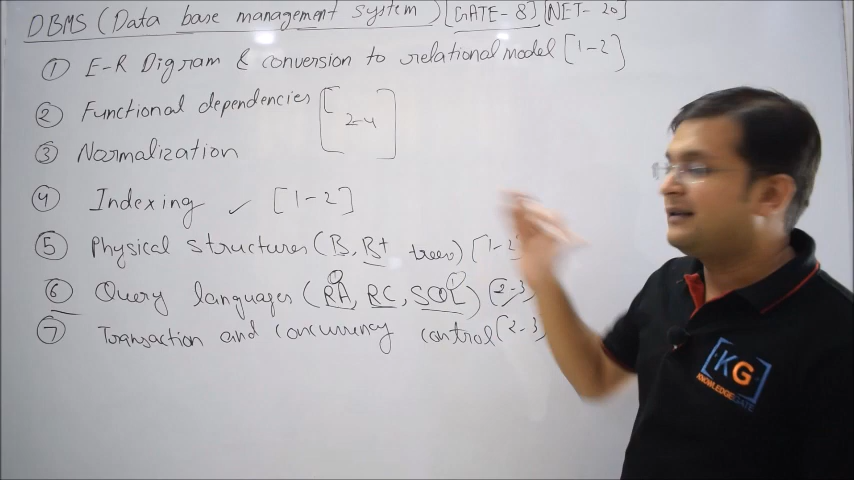 DBMS (Data base management system) [GATE-8] [NET-20]
① E-R Digram & conversion to relational model [1-2]
② Functional dependencies [
2-4 ]
③ Normalization
④ Indexing ✓ [1-2]
⑤ Physical structures (B, B+ trees) [1-2
⑥ Query languages (RA, RC, SQL) [2-3]
⑦ Transaction and concurrency control [2-3]
KG
KNOWLEDGEGATE